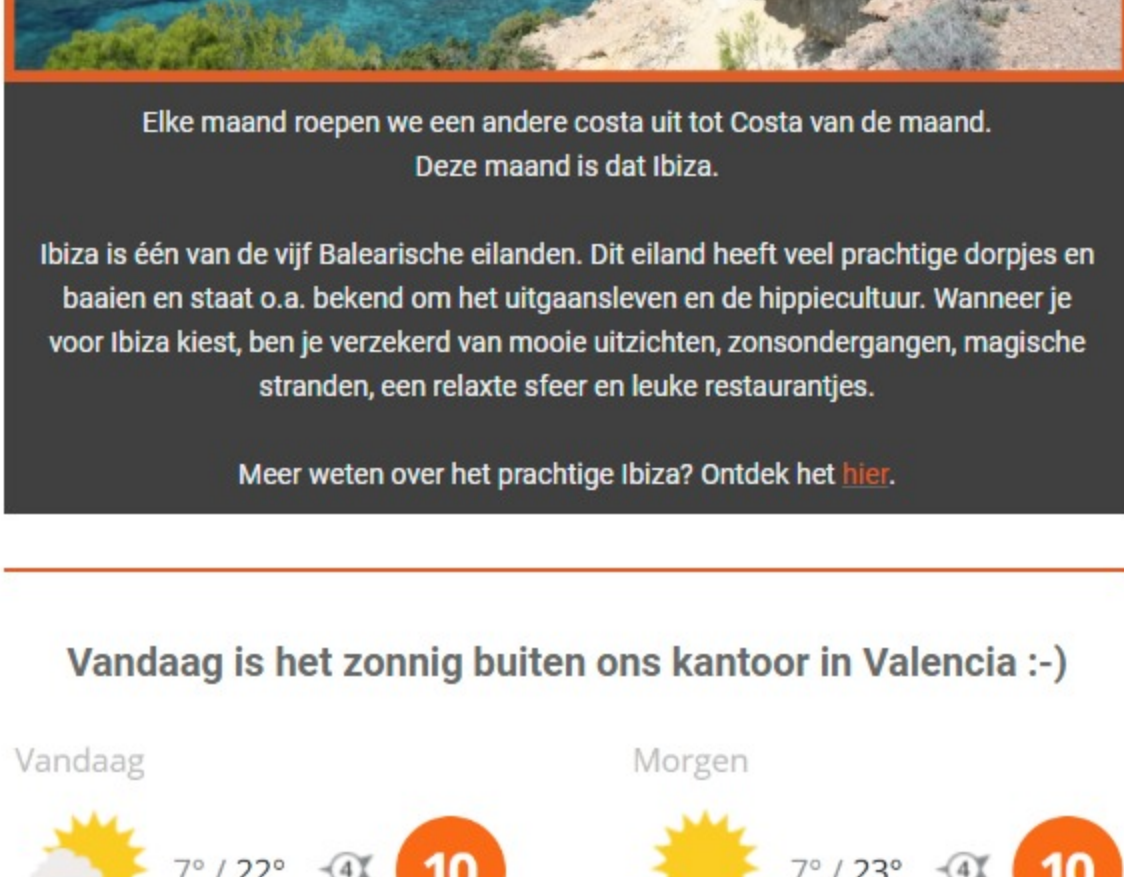 Elke maand roepen we een andere costa uit tot Costa van de maand.
Deze maand is dat Ibiza.
Ibiza is één van de vijf Balearische eilanden. Dit eiland heeft veel prachtige dorpjes en
baaien en staat o.a. bekend om het uitgaansleven en de hippiecultuur. Wanneer je
voor Ibiza kiest, ben je verzekerd van mooie uitzichten, zonsondergangen, magische
stranden, een relaxte sfeer en leuke restaurantjes.
Meer weten over het prachtige Ibiza? Ontdek het hier.
Vandaag is het zonnig buiten ons kantoor in Valencia :-)
Vandaag Morgen
7° / 22° 4 10 7° / 23° 4 10